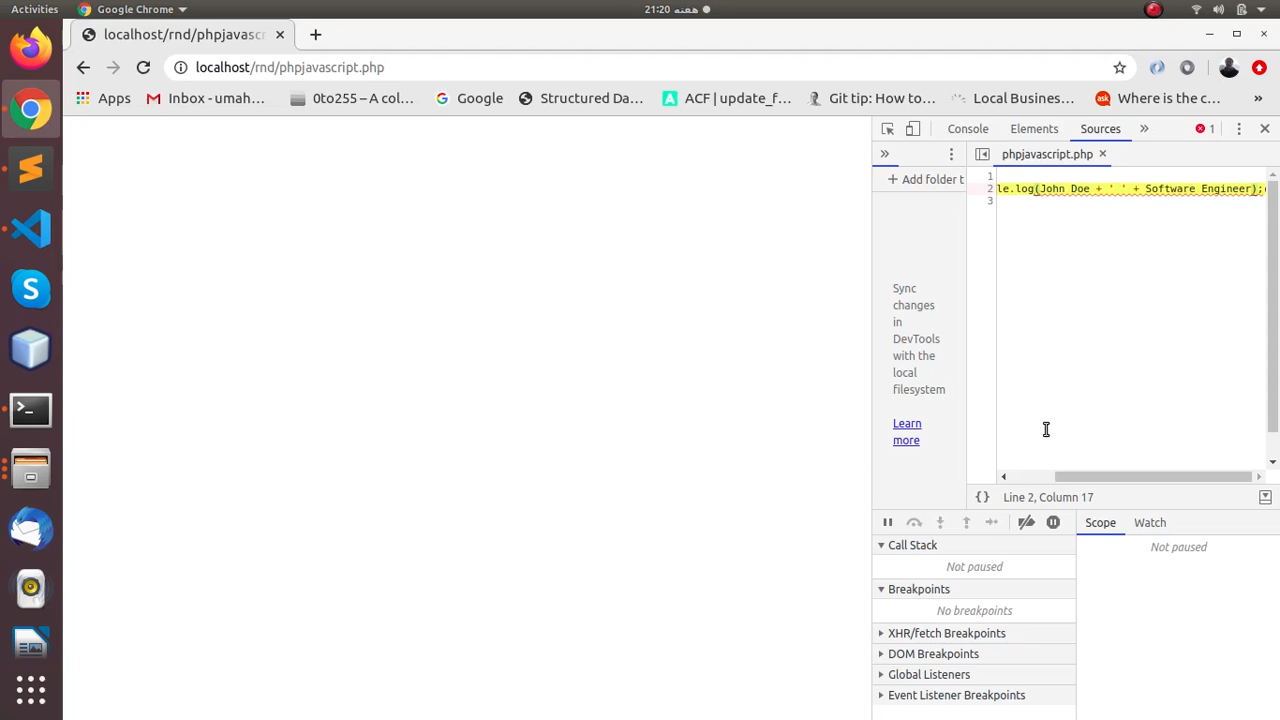 Activities
Google Chrome
21:20 هفته
localhost/rnd/phpjavascr
localhost/rnd/phpjavascript.php
Apps
Inbox - umah...
0to255 – A col...
Google
Structured Da...
ACF | update_f...
Git tip: How to...
Local Business...
Where is the c...
»
Console
Elements
Sources
»
1
»
phpjavascript.php
+ Add folder t
1
2
le.log(John Doe + ' ' + Software Engineer);
3
Sync
changes
in
DevTools
with the
local
filesystem
Learn
more
{}
Line 2, Column 17
Scope
Watch
Call Stack
Not paused
Not paused
Breakpoints
No breakpoints
XHR/fetch Breakpoints
DOM Breakpoints
Global Listeners
Event Listener Breakpoints